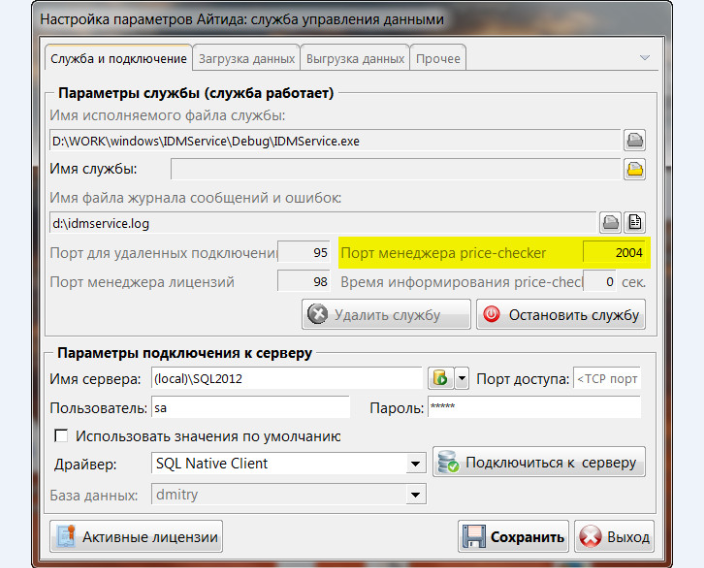 Настройка параметров Айтида: служба управления данными
Служба и подключение Загрузка данных Выгрузка данных Прочее
Параметры службы (служба работает)
Имя исполняемого файла службы:
D:\WORK\windows\IDMService\Debug\IDMService.exe
Имя службы:
Имя файла журнала сообщений и ошибок:
d:\idmservice.log
Порт для удаленных подключени 95 Порт менеджера price-checker 2004
Порт менеджера лицензий 98 Время информирования price-checl 0 сек.
Удалить службу Остановить службу
Параметры подключения к серверу
Имя сервера: (local)\SQL2012 Порт доступа: <TCP порт
Пользователь: sa Пароль: *****
Использовать значения по умолчанию
Драйвер: SQL Native Client Подключиться к серверу
База данных: dmitry
Активные лицензии Сохранить Выход